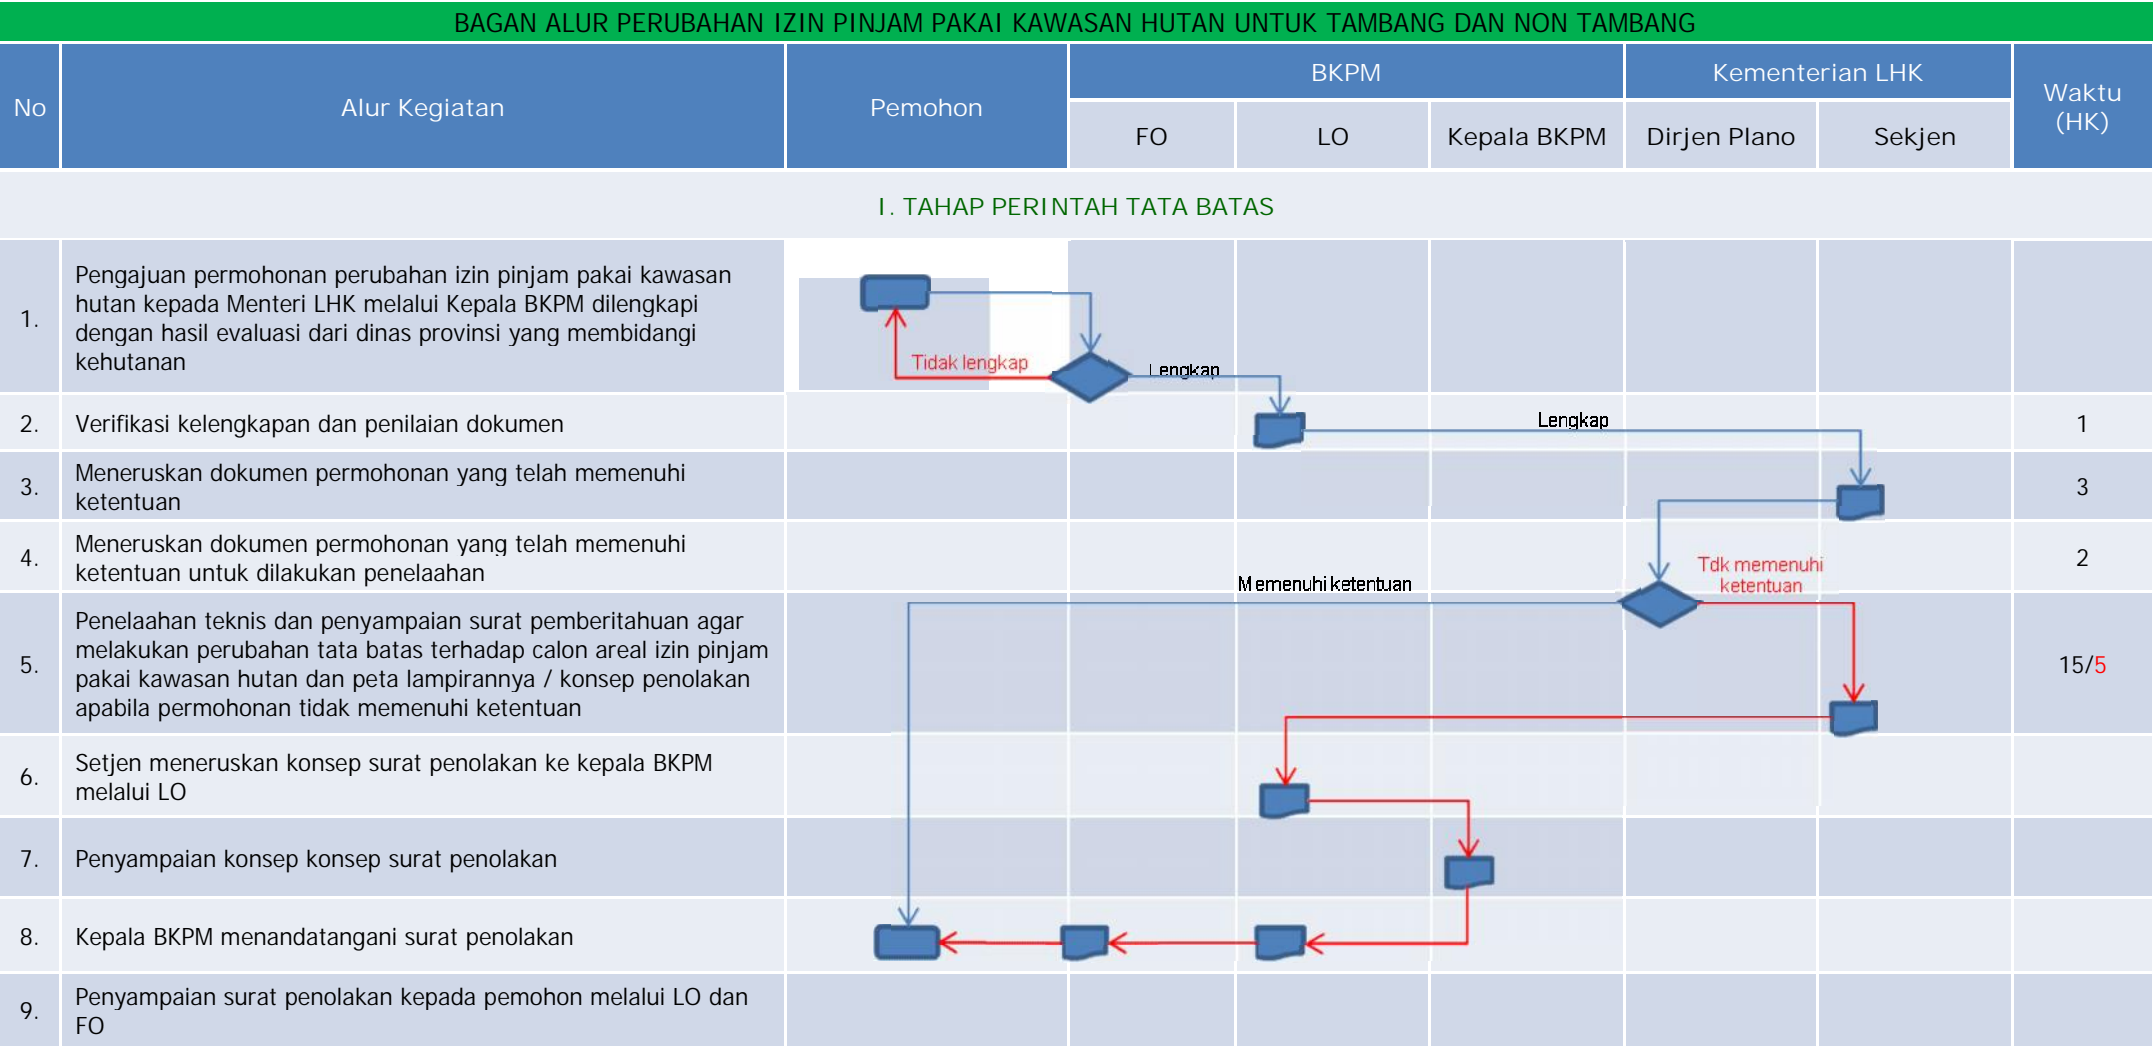 BAGAN ALUR PERUBAHAN IZIN PINJAM PAKAI KAWASAN HUTAN UNTUK TAMBANG DAN NON TAMBANG
No
Alur Kegiatan
Pemohon
BKPM
Kementerian LHK
Waktu
(HK)
FO
LO
Kepala BKPM
Dirjen Plano
Sekjen
I. TAHAP PERINTAH TATA BATAS
1.
Pengajuan permohonan perubahan izin pinjam pakai kawasan
hutan kepada Menteri LHK melalui Kepala BKPM dilengkapi
dengan hasil evaluasi dari dinas provinsi yang membidangi
kehutanan
Tidak lengkap
Lengkap
2.
Verifikasi kelengkapan dan penilaian dokumen
Lengkap
1
3.
Meneruskan dokumen permohonan yang telah memenuhi
ketentuan
3
4.
Meneruskan dokumen permohonan yang telah memenuhi
ketentuan untuk dilakukan penelaahan
Memenuhi ketentuan
Tdk memenuhi
ketentuan
2
5.
Penelaahan teknis dan penyampaian surat pemberitahuan agar
melakukan perubahan tata batas terhadap calon areal izin pinjam
pakai kawasan hutan dan peta lampirannya / konsep penolakan
apabila permohonan tidak memenuhi ketentuan
15/5
6.
Setjen meneruskan konsep surat penolakan ke kepala BKPM
melalui LO
7.
Penyampaian konsep konsep surat penolakan
8.
Kepala BKPM menandatangani surat penolakan
9.
Penyampaian surat penolakan kepada pemohon melalui LO dan
FO